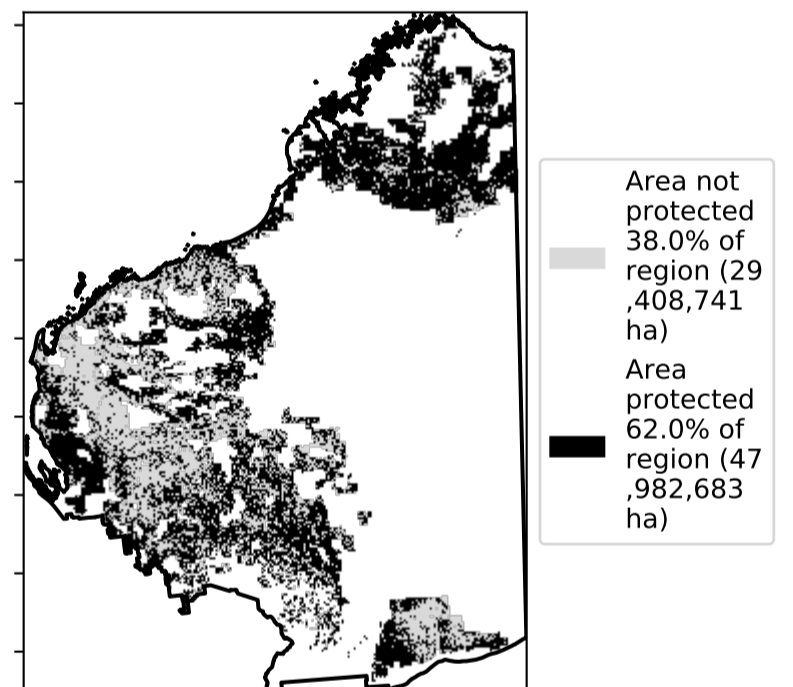 Area not
protected
38.0% of
region (29
,408,741
ha)
Area
protected
62.0% of
region (47
,982,683
ha)